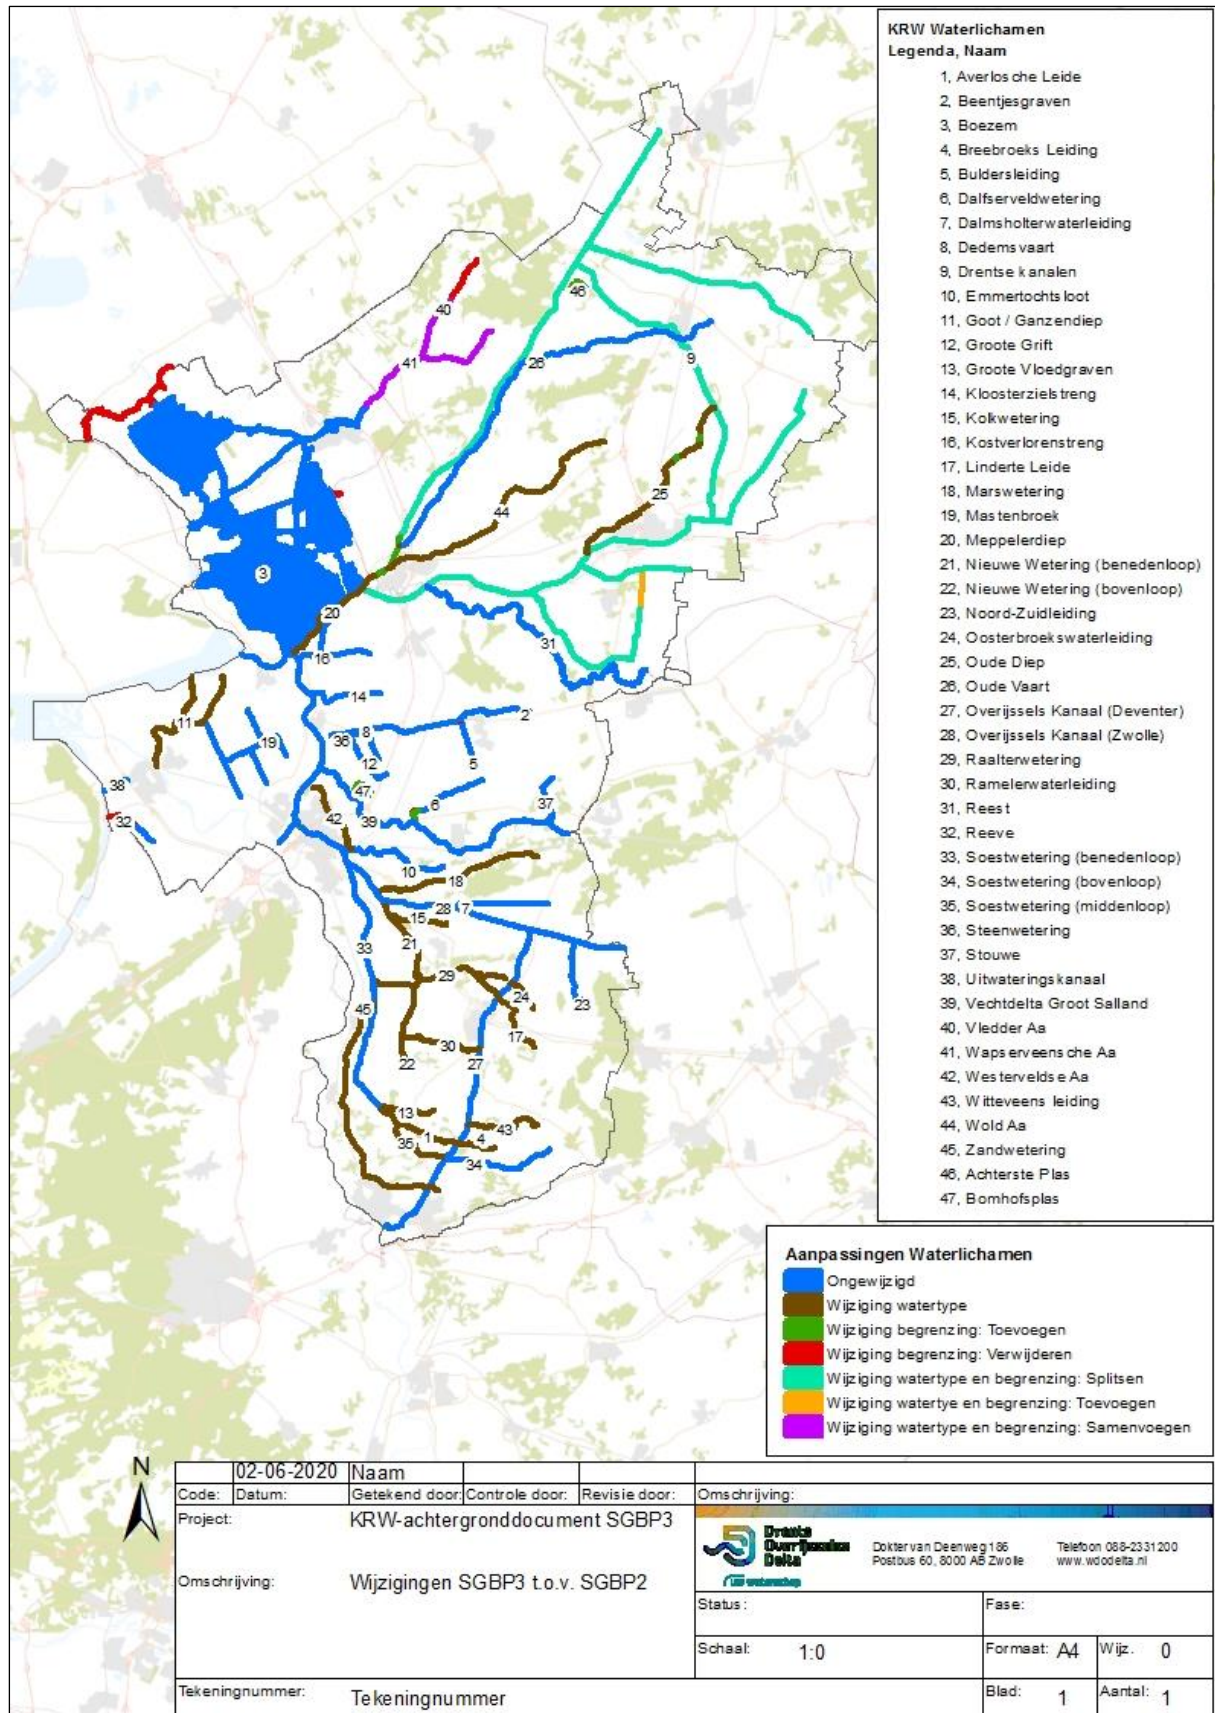 KRW Waterlichamen
Legenda, Naam
1, Averlosche Leide
2, Beentjesgraven
3, Boezem
4, Breebroeks Leiding
5, Buldersleiding
6, Dalfserveldwetering
7, Dalmsholterwaterleiding
8, Dedemsvaart
9, Drentse kanalen
10, Emmertochtsloot
11, Goot / Ganzendiep
12, Groote Grift
13, Groote Vloedgraven
14, Kloosterzielstreng
15, Kolkwetering
16, Kostverlorenstreng
17, Linderte Leide
18, Marswetering
19, Mastenbroek
20, Meppelerdiep
21, Nieuwe Wetering (benedenloop)
22, Nieuwe Wetering (bovenloop)
23, Noord-Zuidleiding
24, Oosterbroekswaterleiding
25, Oude Diep
26, Oude Vaart
27, Overijssels Kanaal (Deventer)
28, Overijssels Kanaal (Zwolle)
29, Raalterwetering
30, Ramelerwaterleiding
31, Reest
32, Reeve
33, Soestwetering (benedenloop)
34, Soestwetering (bovenloop)
35, Soestwetering (middenloop)
36, Steenwetering
37, Stouwe
38, Uitwateringskanaal
39, Vechtdelta Groot Salland
40, Vledder Aa
41, Wapserveensche Aa
42, Westerveldse Aa
43, Witteveens leiding
44, Wold Aa
45, Zandwetering
46, Achterste Plas
47, Bomhofsplas
40
46
41
26
9
25
44
3
20
16
31
14
11
19
36
8
2
12
5
38
47
6
37
32
42
39
10
18
15
28
7
33
21
29
24
23
45
17
30
22
27
13
1
4
43
35
34
Aanpassingen Waterlichamen
Ongewijzigd
Wijziging watertype
Wijziging begrenzing: Toevoegen
Wijziging begrenzing: Verwijderen
Wijziging watertype en begrenzing: Splitsen
Wijziging watertye en begrenzing: Toevoegen
Wijziging watertype en begrenzing: Samenvoegen
N
02-06-2020 Naam
Code: Datum: Getekend door: Controle door: Revisie door: Omschrijving:
Project: KRW-achtergronddocument SGBP3
Omschrijving: Wijzigingen SGBP3 t.o.v. SGBP2
Drents
Overijsselse
Delta
waterschap
Dokter van Deenweg 186
Postbus 60, 8000 AB Zwolle
Telefoon 088-2331200
www.wdodelta.nl
Status: Fase:
Schaal: 1:0 Formaat: A4 Wijz. 0
Tekeningnummer: Tekeningnummer Blad: 1 Aantal: 1